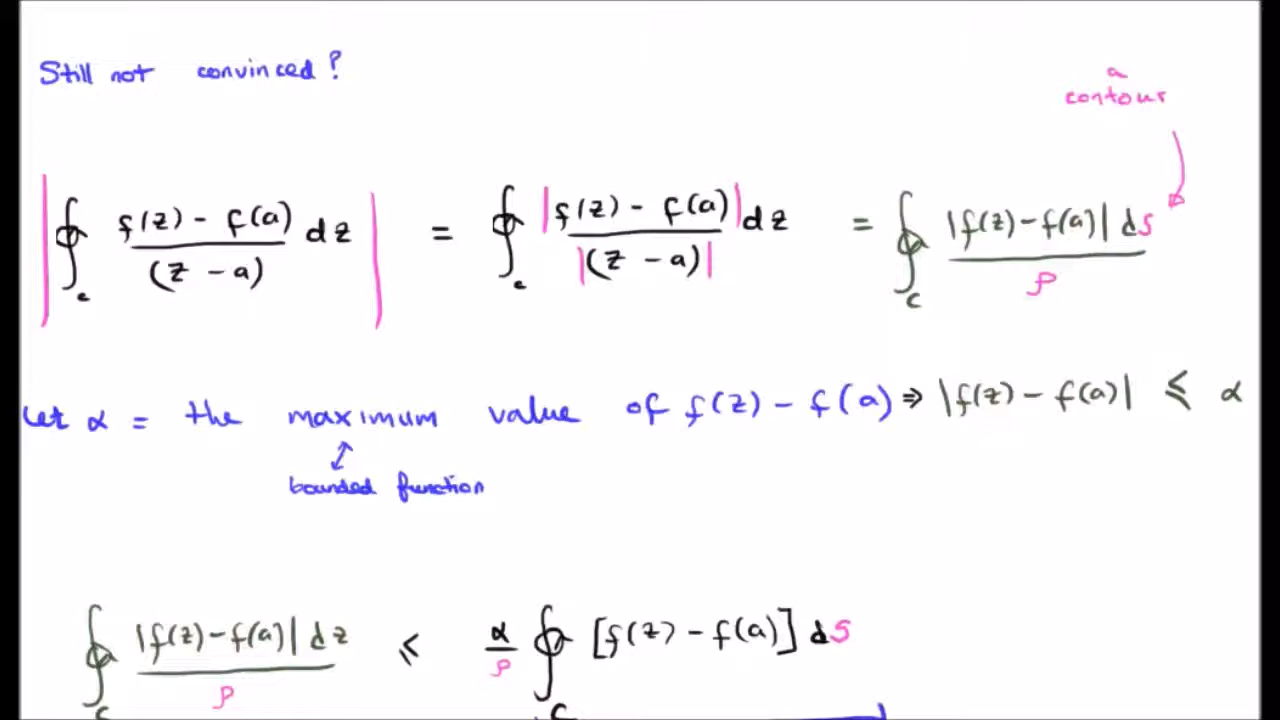 Still not convinced?
a
contour
| ∮_c (f(z) - f(a))/(z - a) dz | = ∮_c |f(z) - f(a)|/|(z - a)| dz = ∮_C |f(z) - f(a)| ds / ρ
Let α = the maximum value of f(z) - f(a) ⇒ |f(z) - f(a)| ⩽ α
bounded function
∮_C |f(z) - f(a)| dz / ρ ⩽ α/ρ ∮_C [f(z) - f(a)] ds